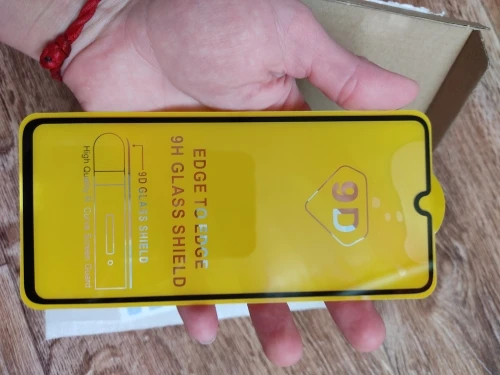 9D
EDGE TO EDGE
9H GLASS SHIELD
9D GLASS SHIELD
High Quality